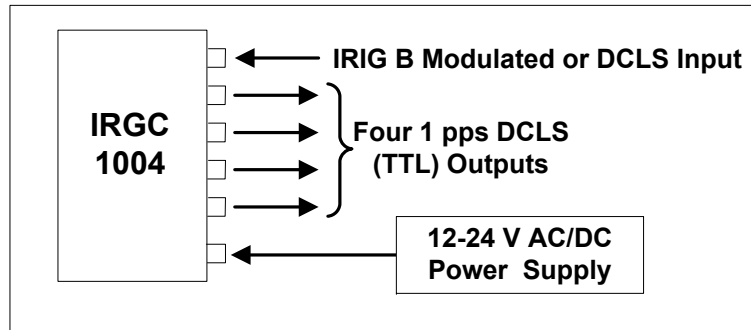 IRGC
1004
IRIG B Modulated or DCLS Input
Four 1 pps DCLS
(TTL) Outputs
12-24 V AC/DC
Power Supply